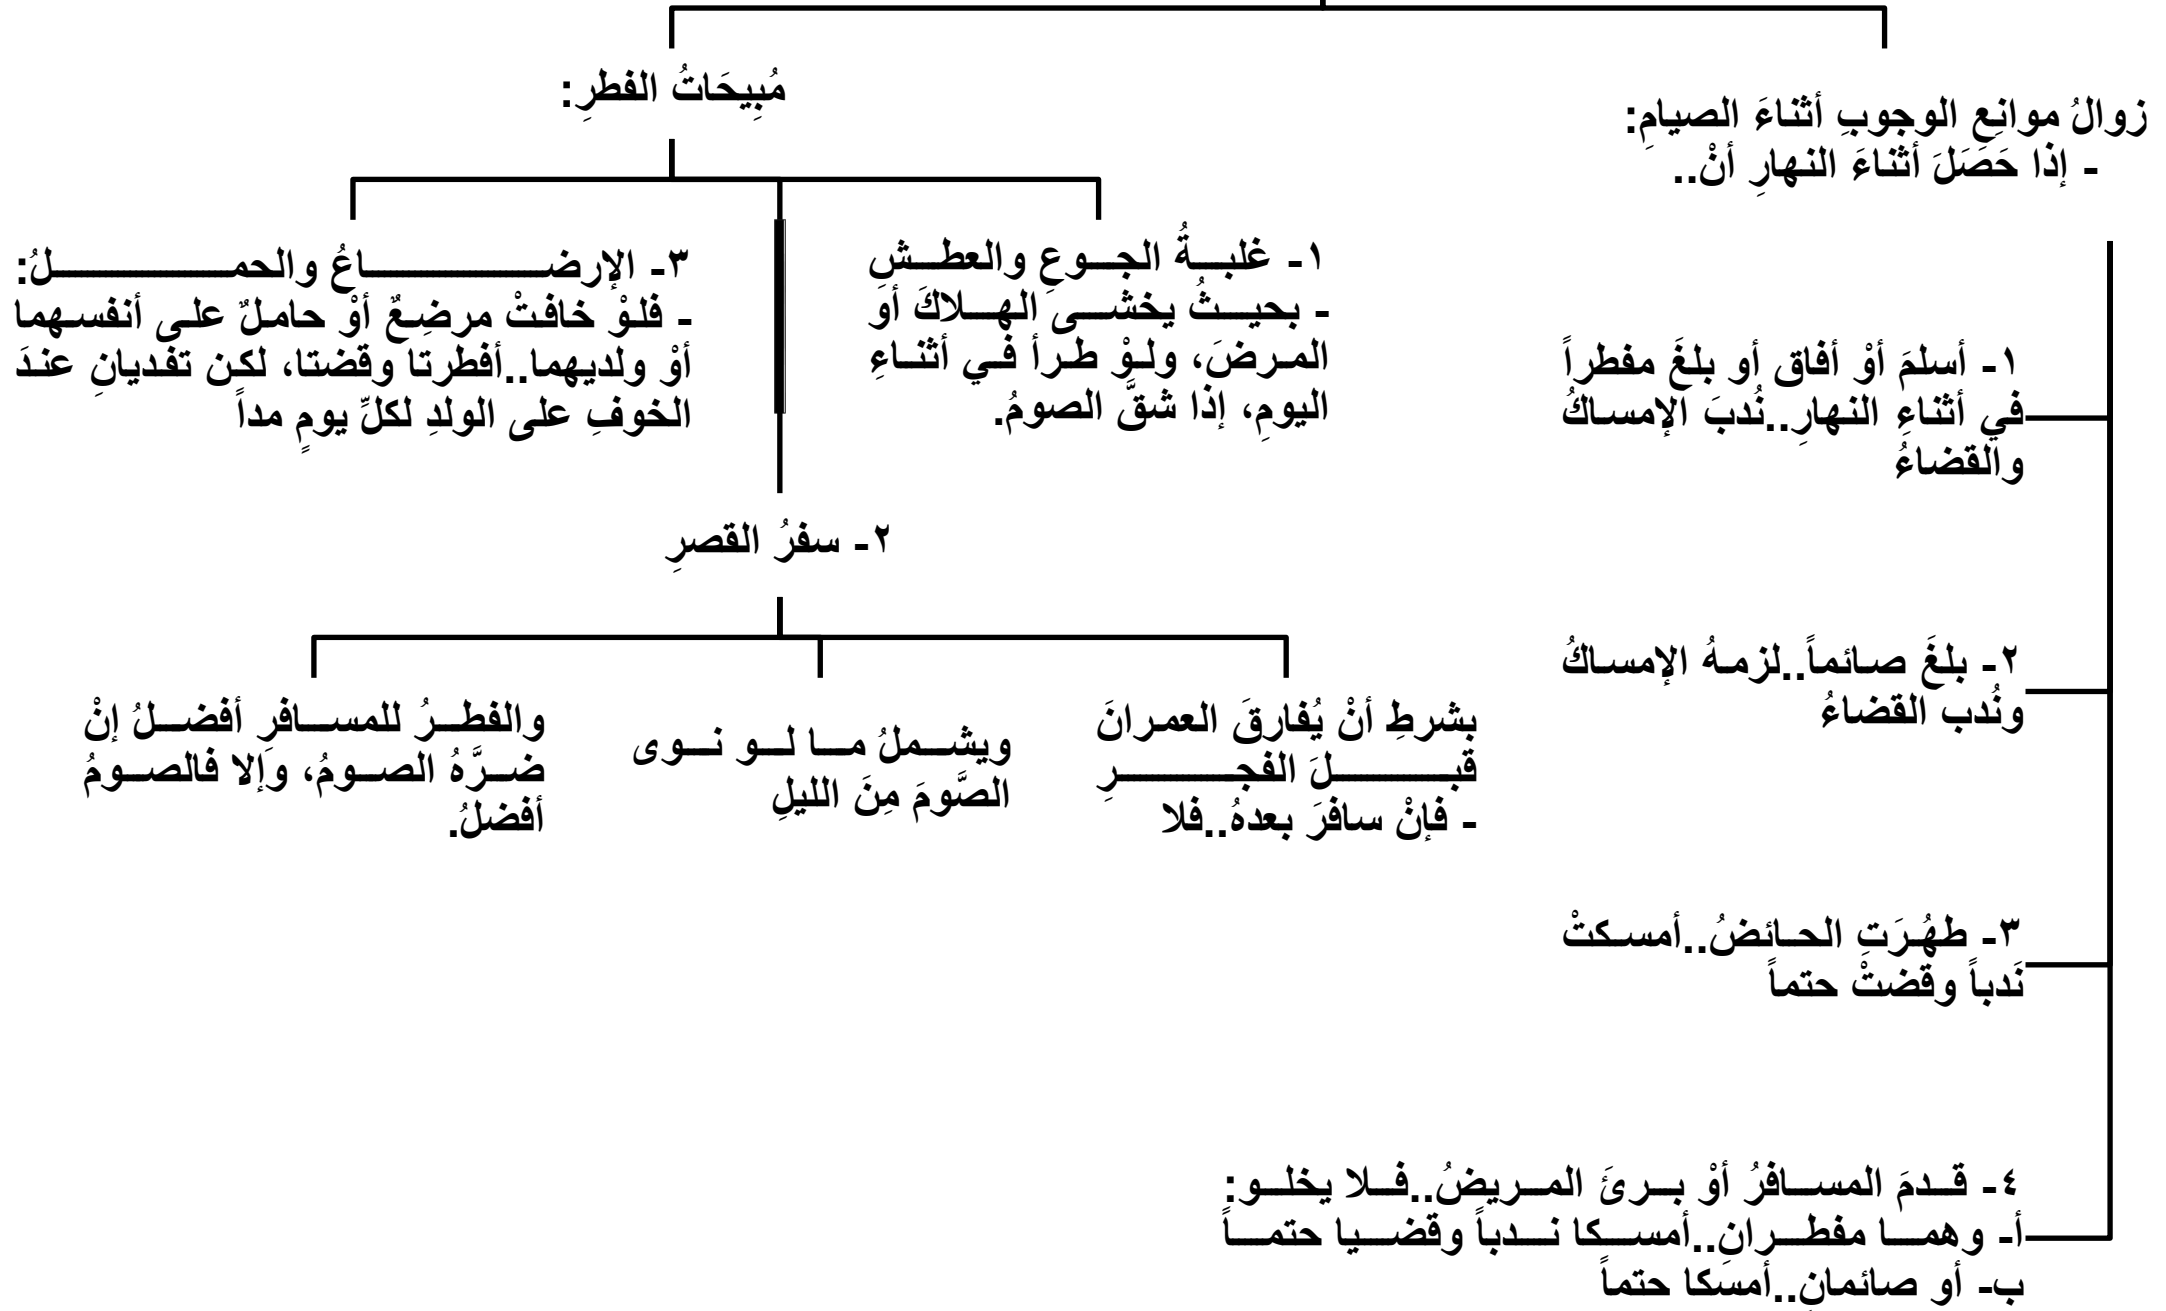 زوالُ موانِعِ الوجوبِ أثناءَ الصيامِ:
- إذا حَصَلَ أثناءَ النهارِ أنْ..
١- أسلمَ أوْ أفاق أو بلغَ مفطراً
في أثناءِ النهارِ..نُدبَ الإمساكُ
والقضاءُ
٢- بلغَ صائماً..لزمهُ الإمساكُ
ونُدب القضاءُ
٣- طهُرَتِ الحائضُ..أمسكتْ
نَدباً وقضتْ حتماً
٤- قدمَ المسافرُ أوْ برئَ المريضُ..فلا يخلو:
أ- وهما مفطرانِ..أمسكا ندباً وقضيا حتماً
ب- أو صائمانِ..أمسكا حتماً
مُبِيحَاتُ الفطرِ:
١- غلبةُ الجوعِ والعطشِ
- بحيثُ يخشى الهلاكَ أوَ
المرضَ، ولوْ طرأ في أثناءِ
اليومِ، إذا شقَّ الصومُ.
٢- سفرُ القصرِ
بشرطِ أنْ يُفارقَ العمرانَ
قبلَ الفجرِ
- فإنْ سافرَ بعدهُ..فلا
ويشملُ ما لو نوى
الصَّومَ مِنَ الليلِ
والفطرُ للمسافرِ أفضلُ إنْ
ضرَّهُ الصومُ، وَإلا فالصومُ
أفضلُ.
٣- الإرضاعُ والحملُ:
- فلوْ خافتْ مرضِعٌ أوْ حاملٌ على أنفسهما
أوْ ولديهما..أفطرتا وقضتا، لكن تفديانِ عندَ
الخوفِ على الولدِ لكلِّ يومٍ مداً